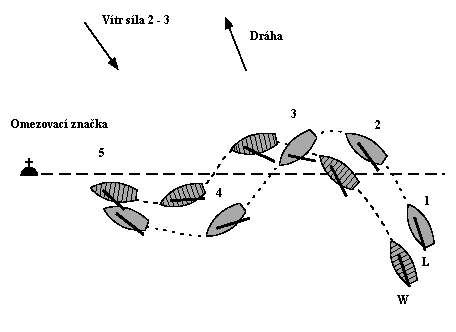 Vítr síla 2 - 3
Dráha
Omezovací značka
5
4
3
2
1
L
W